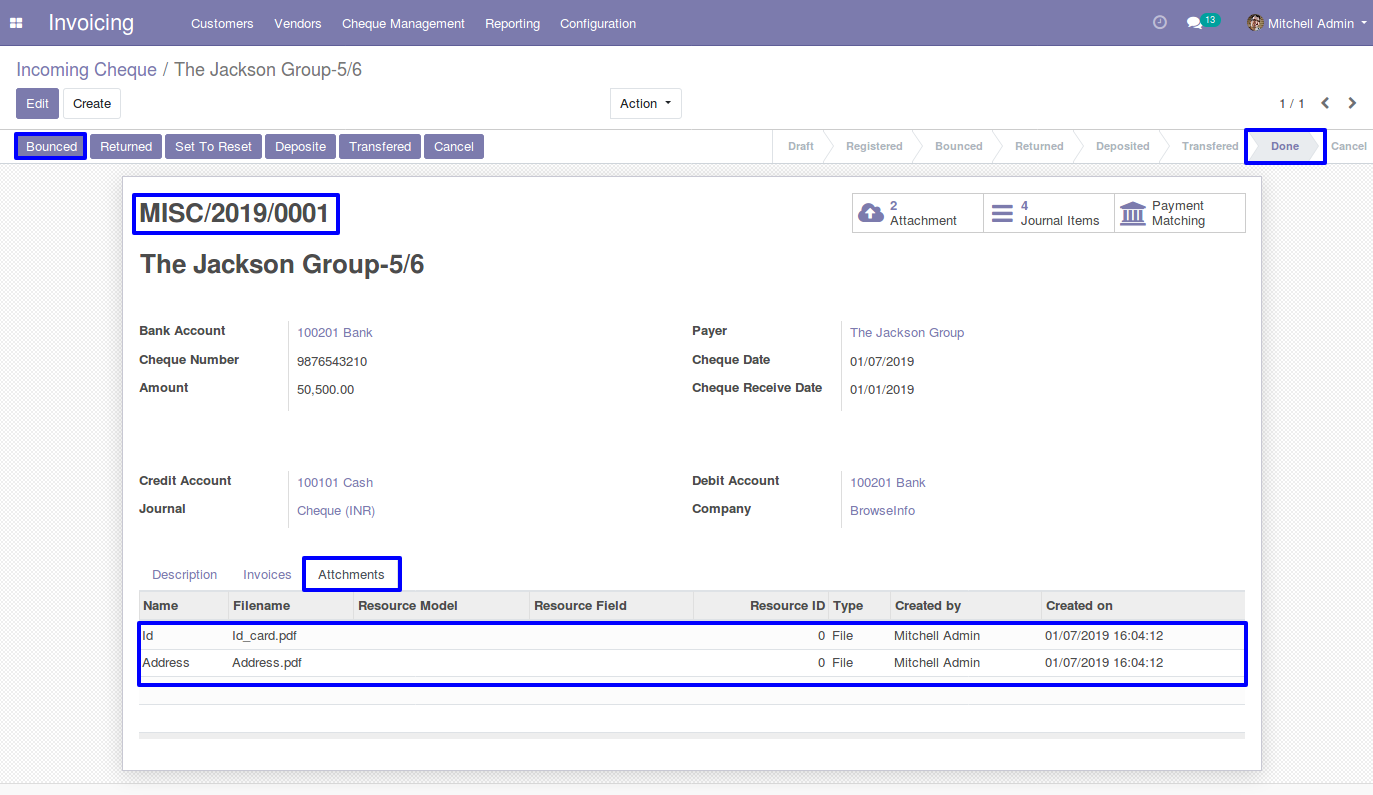 Invoicing Customers Vendors Cheque Management Reporting Configuration 13 Mitchell Admin
Incoming Cheque / The Jackson Group-5/6
Edit Create Action 1 / 1
Bounced Returned Set To Reset Deposite Transfered Cancel Draft Registered Bounced Returned Deposited Transfered Done Cancel
MISC/2019/0001
2 Attachment
4 Journal Items
Payment Matching
The Jackson Group-5/6
Bank Account 100201 Bank Payer The Jackson Group
Cheque Number 9876543210 Cheque Date 01/07/2019
Amount 50,500.00 Cheque Receive Date 01/01/2019
Credit Account 100101 Cash Debit Account 100201 Bank
Journal Cheque (INR) Company BrowseInfo
Description Invoices Attchments
Name Filename Resource Model Resource Field Resource ID Type Created by Created on
Id Id_card.pdf 0 File Mitchell Admin 01/07/2019 16:04:12
Address Address.pdf 0 File Mitchell Admin 01/07/2019 16:04:12